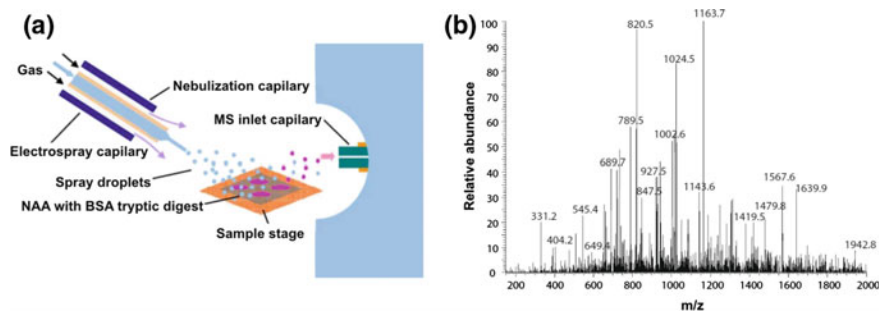 (a)
Gas
Nebulization capilary
MS inlet capilary
Electrospray capilary
Spray droplets
NAA with BSA tryptic digest
Sample stage
(b)
Relative abundance
100
90
80
70
60
50
40
30
20
10
0
331.2
404.2
545.4
649.4
689.7
789.5
820.5
847.5
927.5
1002.6
1024.5
1143.6
1163.7
1419.5
1479.8
1567.6
1639.9
1942.8
200 400 600 800 1000 1200 1400 1600 1800 2000
m/z